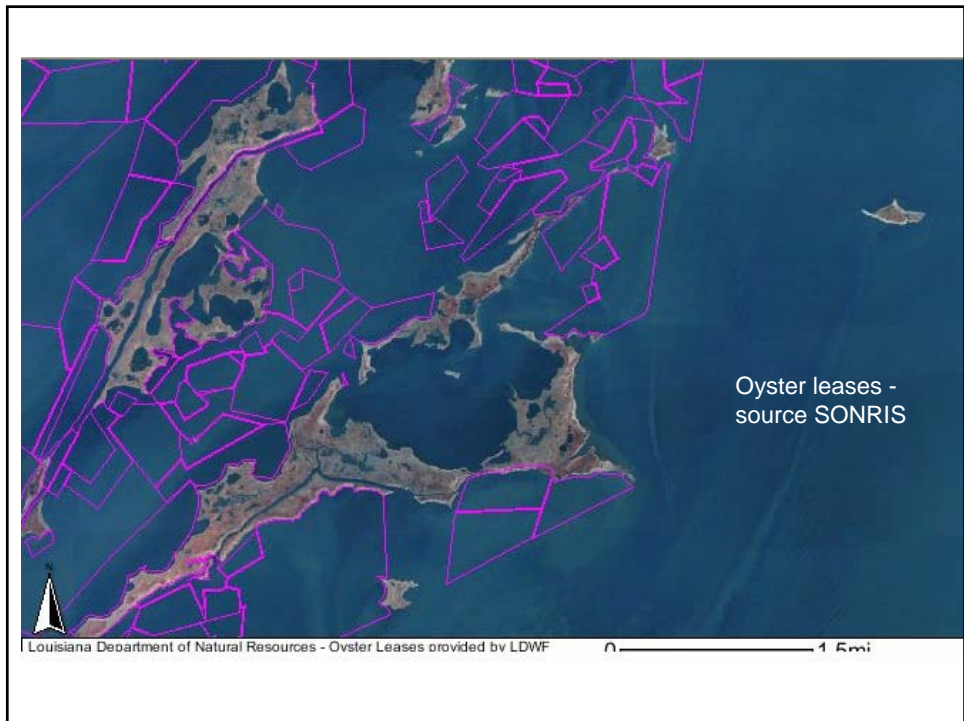 Oyster leases -
source SONRIS
N
Louisiana Department of Natural Resources - Oyster Leases provided by LDWF
0 1.5mi